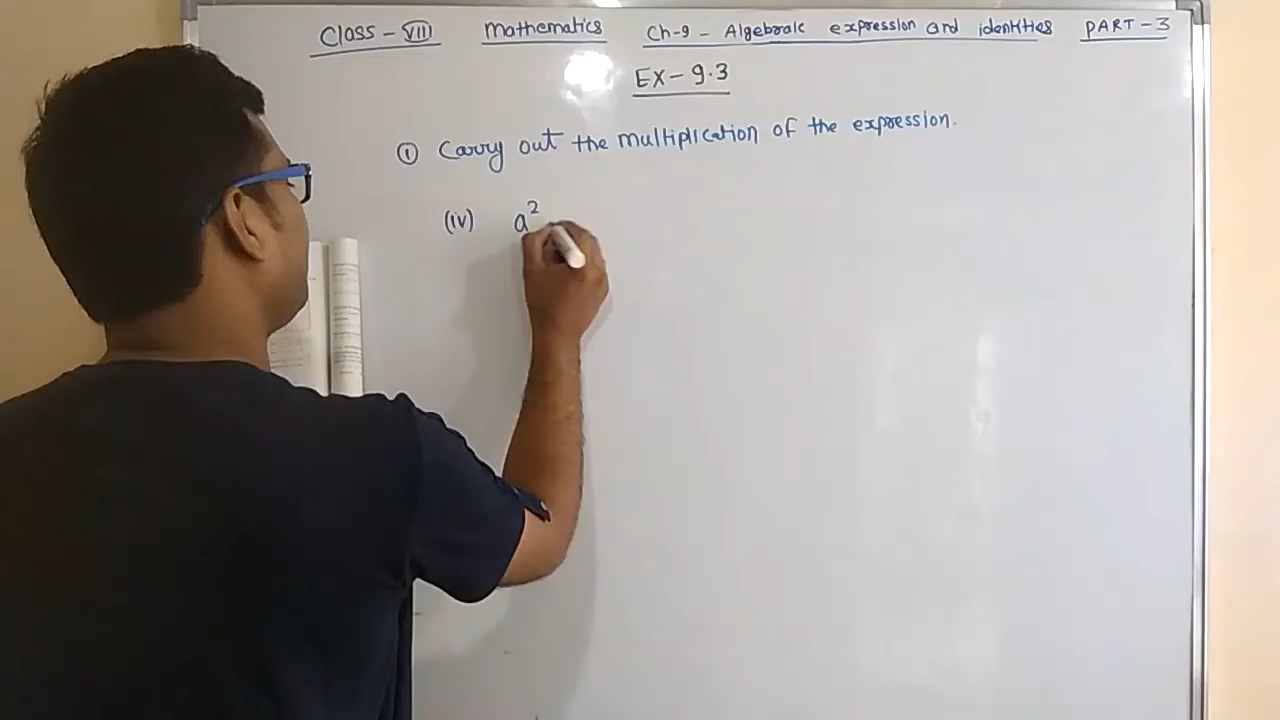 Class - VIII Mathematics Ch-9 - Algebraic expression and identities PART - 3
EX - 9.3
① Carry out the multiplication of the expression.
(iv) a²